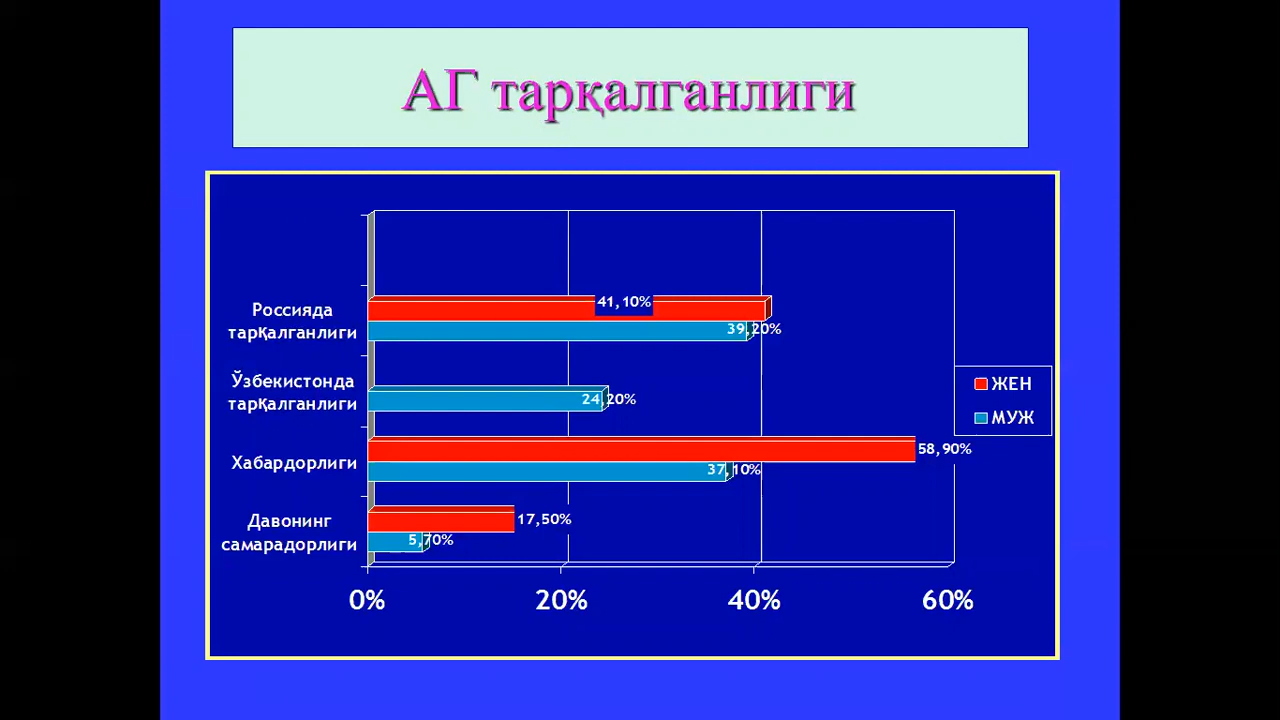 АГ тарқалганлиги
Россияда
тарқалганлиги
41,10%
39,20%
Ўзбекистонда
тарқалганлиги
24,20%
Хабардорлиги
58,90%
37,10%
Давонинг
самарадорлиги
17,50%
5,70%
ЖЕН
МУЖ
0% 20% 40% 60%